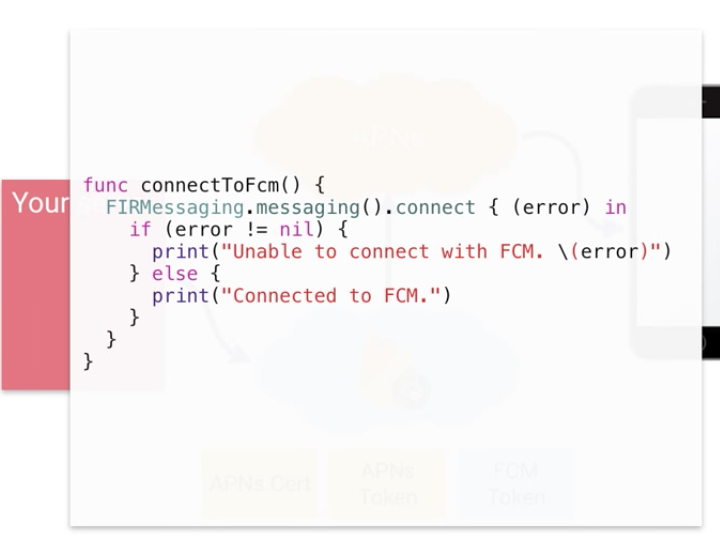 func connectToFcm() {
FIRMessaging.messaging().connect { (error) in
Your
if (error != nil) {
print("Unable to connect with FCM. \(error)")
} else {
print("Connected to FCM.")
}
}
}
APNs Cert
APNs
Token
FCM
Token